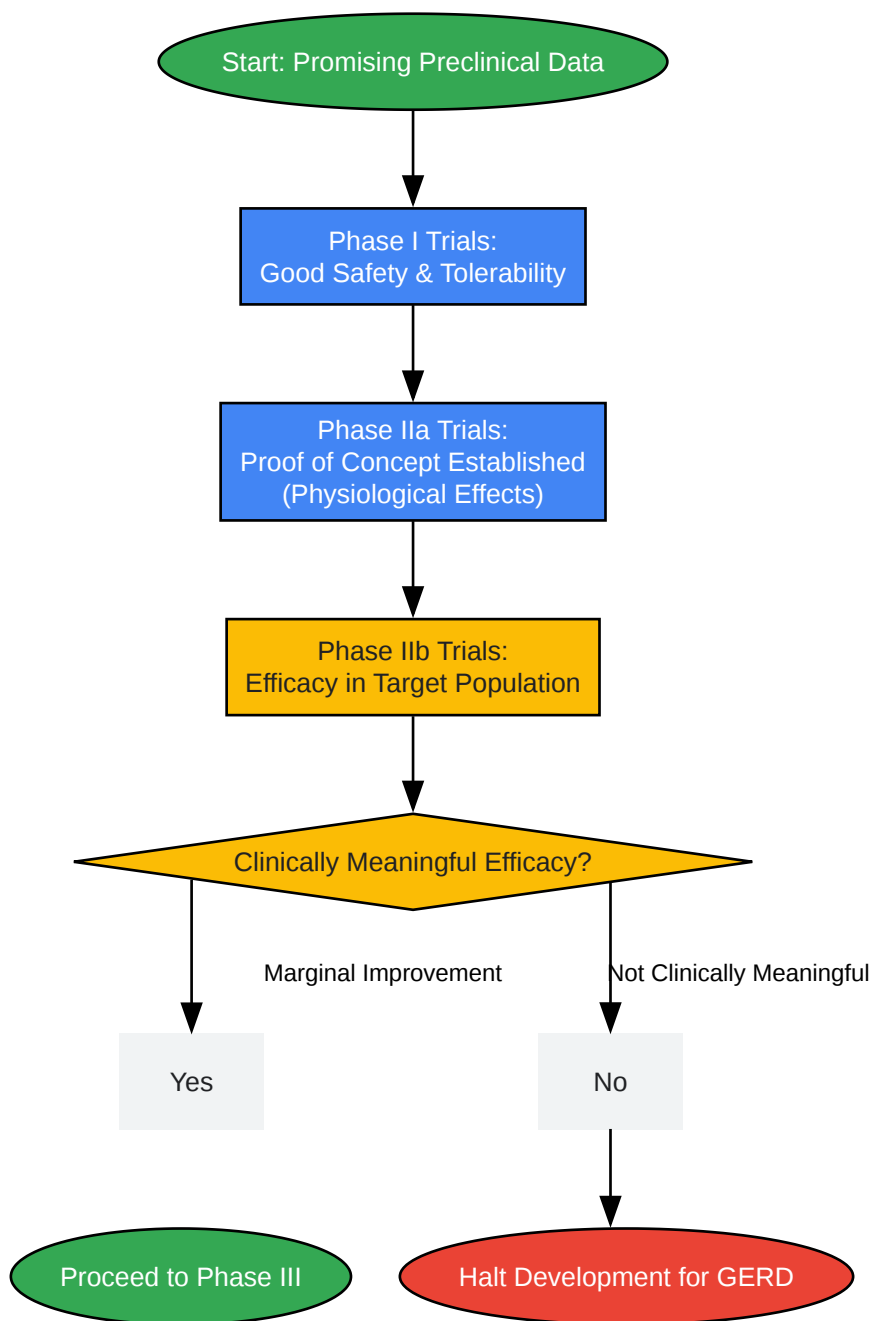 Start: Promising Preclinical Data
Phase I Trials:
Good Safety & Tolerability
Phase IIa Trials:
Proof of Concept Established
(Physiological Effects)
Phase IIb Trials:
Efficacy in Target Population
Clinically Meaningful Efficacy?
Marginal Improvement
Not Clinically Meaningful
Yes
No
Proceed to Phase III
Halt Development for GERD